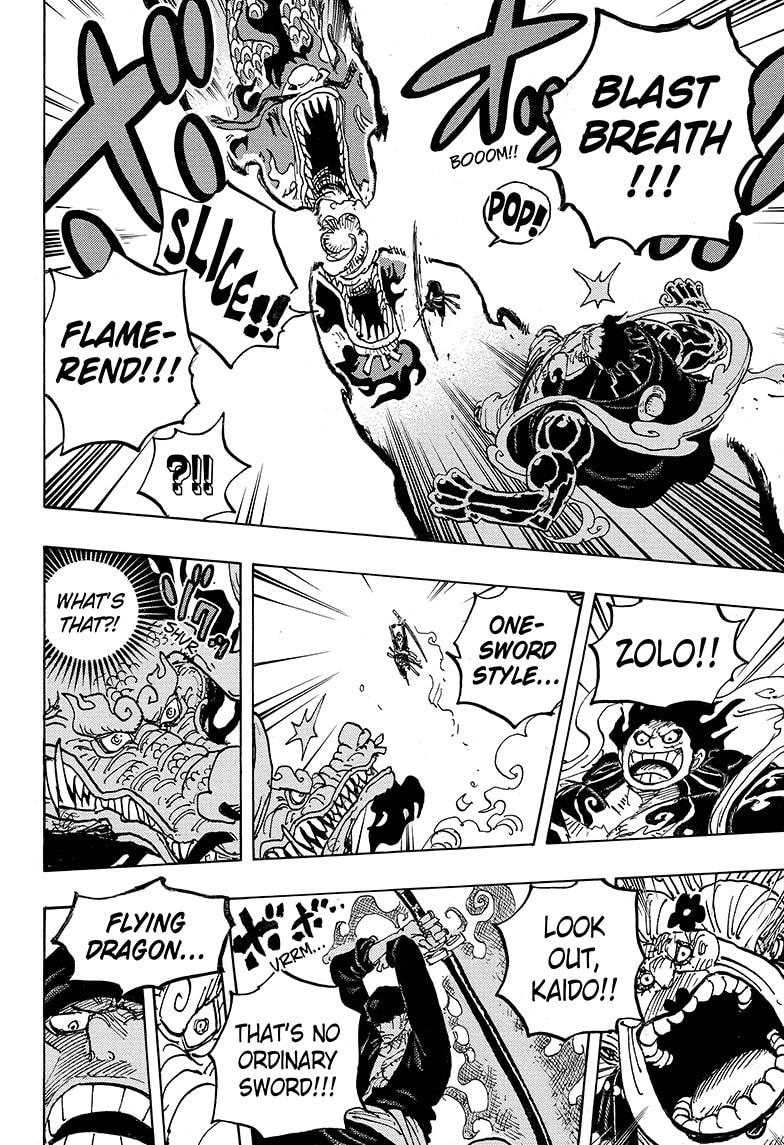 BLAST
BREATH
!!!
BOOOM!!
POP!
SLICE!!
FLAME-
REND!!!
?!!
ZOLO!!
ONE-
SWORD
STYLE...
WHAT'S
THAT?!
SHVR
LOOK
OUT,
KAIDO!!
VRRM...
THAT'S NO
ORDINARY
SWORD!!!
FLYING
DRAGON...